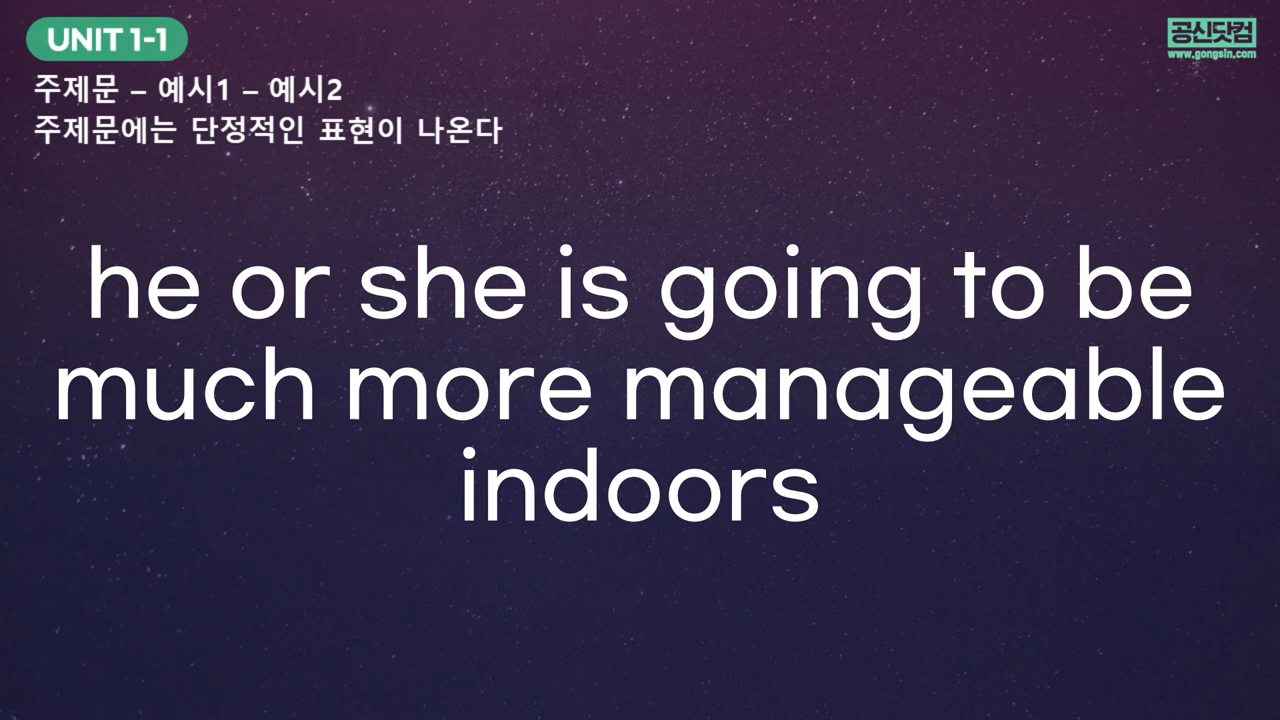 UNIT 1-1
공신닷컴
www.gongsin.com
주제문 – 예시1 – 예시2
주제문에는 단정적인 표현이 나온다
he or she is going to be
much more manageable
indoors